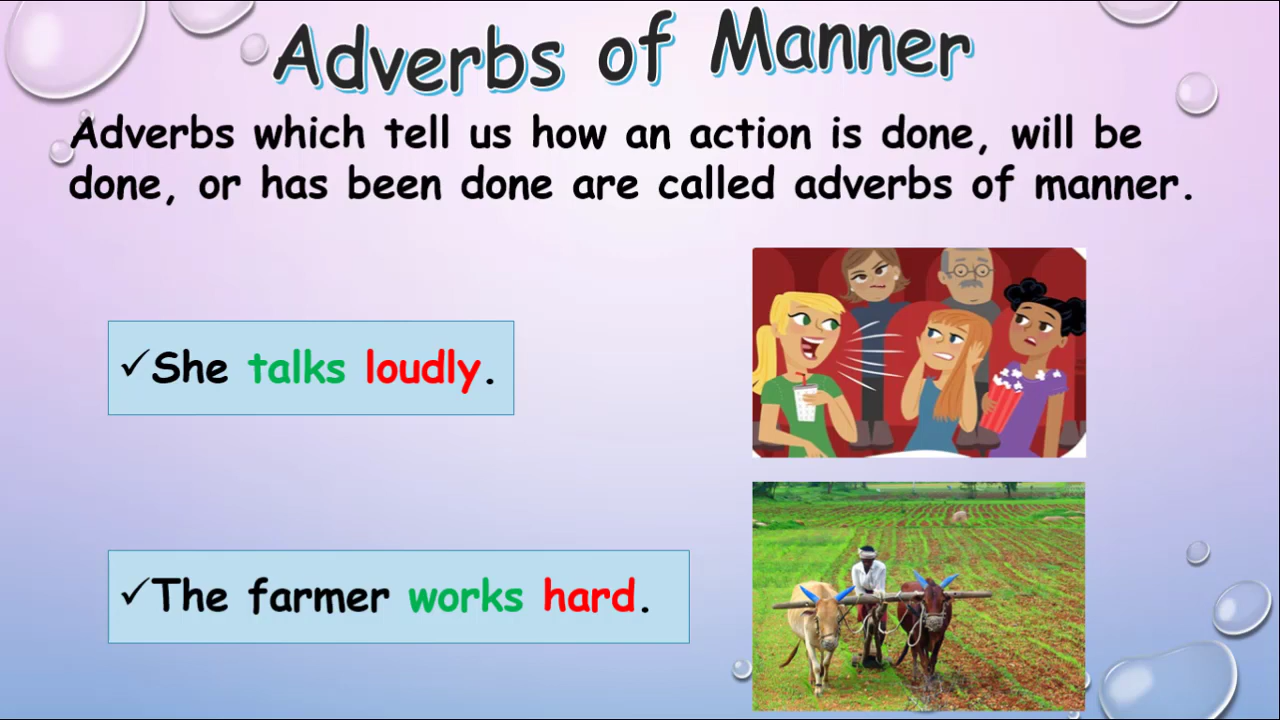 Adverbs of Manner
Adverbs which tell us how an action is done, will be
done, or has been done are called adverbs of manner.
✓She talks loudly.
✓The farmer works hard.